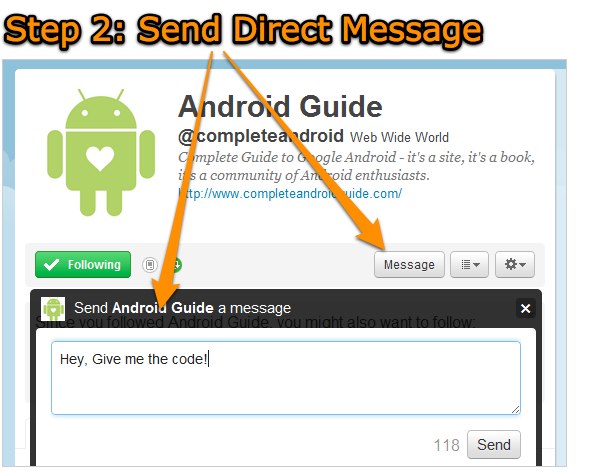 Step 2: Send Direct Message
Android Guide
@completeandroid Web Wide World
Complete Guide to Google Android - it's a site, it's a book,
it's a community of Android enthusiasts.
http://www.completeandroidguide.com/
Following
Message
Send Android Guide a message
Since you followed Android Guide, you might also want to follow:
Hey, Give me the code!
118 Send